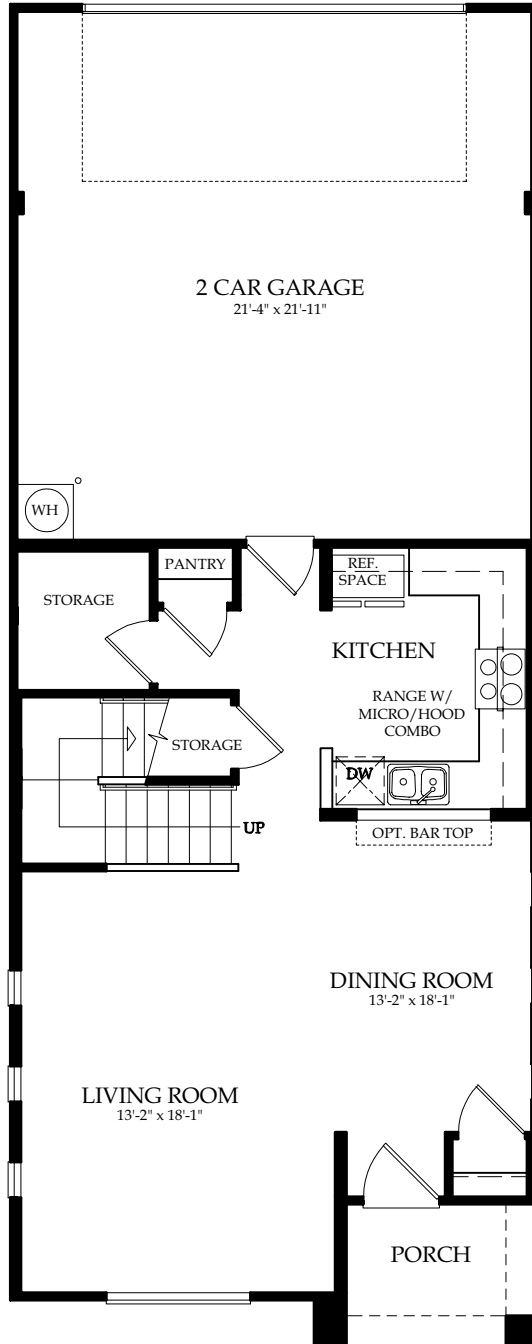 2 CAR GARAGE
21'-4" x 21'-11"
WH
PANTRY
REF.
SPACE
STORAGE
KITCHEN
RANGE W/
MICRO/HOOD
COMBO
STORAGE
DW
UP
OPT. BAR TOP
DINING ROOM
13'-2" x 18'-1"
LIVING ROOM
13'-2" x 18'-1"
PORCH